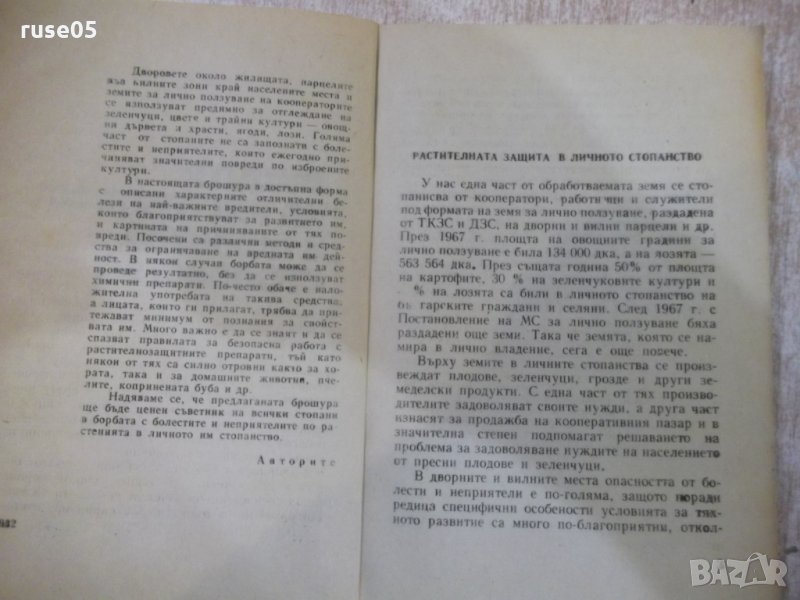 ruse05
Дворовете около жилищата, парцелите
във вилните зони край населените места и
земите за лично ползуване на кооператорите
се използуват предимно за отглеждане на
зеленчуци, цветe и трайни култури — овощ-
ни дървета и храсти, ягоди, лози. Голяма
част от стопаните не са запознати с болес-
тите и неприятелите, които ежегодно при-
чиняват значителни повреди по изброените
култури.
В настоящата брошура в достъпна форма
с описани характерните отличителни бе-
лези на най-важните вредители, условията,
които благоприятствуват за развитието им,
и картината на причиняваните от тях пов-
реди. Посочени са различни методи и сред-
ства за ограничаване на вредната им дей-
ност. В някои случаи борбата може да се
проведе резултатно, без да се използуват
химични препарати. По-често обаче е нало-
жителна употребата на такива средства,
а лицата, които ги прилагат, трябва да при-
тежават минимум от познания за свойст-
вата им. Много важно е да се знаят и да се
спазват правилата за безопасна работа с
растителнозащитните препарати, тъй като
някои от тях са силно отровни както за хо-
рата, така и за домашните животни, пче-
лите, копринената буба и др.
Надяваме се, че предлаганата брошура
ще бъде ценен съветник на всички стопани
в борбата с болестите и неприятелите по ра-
стенията в личното им стопанство.
Авторите
РАСТИТЕЛНАТА ЗАЩИТА В ЛИЧНОТО СТОПАНСТВО
У нас една част от обработваемата земя се сто-
панисва от кооператори, работници и служители
под формата на земя за лично ползуване, раздадена
от ТКЗС и ДЗС, на дворни и вилни парцели и др.
През 1967 г. площта на овощните градини за
лично ползуване е била 134 000 дка, а на лозята —
563 564 дка. През същата година 50% от площта
на картофите, 30 % на зеленчуковите култури и
% на лозята са били в личното стопанство на
бъ гарските граждани и селяни. След 1967 г. с
Постановление на МС за лично ползуване бяха
раздадени още земи. Така че земята, която се на-
мира в лично владение, сега е още повече.
Върху земите в личните стопанства се произ-
веждат плодове, зеленчуци, грозде и други зе-
меделски продукти. С една част от тях произво-
дителите задоволяват своите нужди, а друга част
изнасят за продажба на кооперативния пазар и в
значителна степен подпомагат решаването на
проблема за задоволяване нуждите на населението
от пресни плодове и зеленчуци.
В дворните и вилните места опасността от бо-
лести и неприятели е по-голяма, защото поради
редица специфични особености условията за тях-
ното развитие са много по-благоприятни, откол-
BAZAR